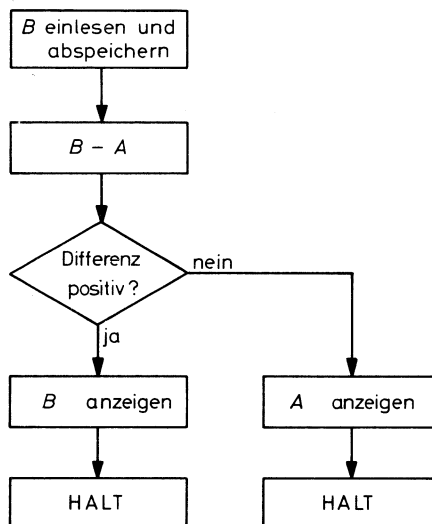 B einlesen und
abspeichern
B – A
Differenz
positiv?
nein
ja
B anzeigen
A anzeigen
HALT
HALT